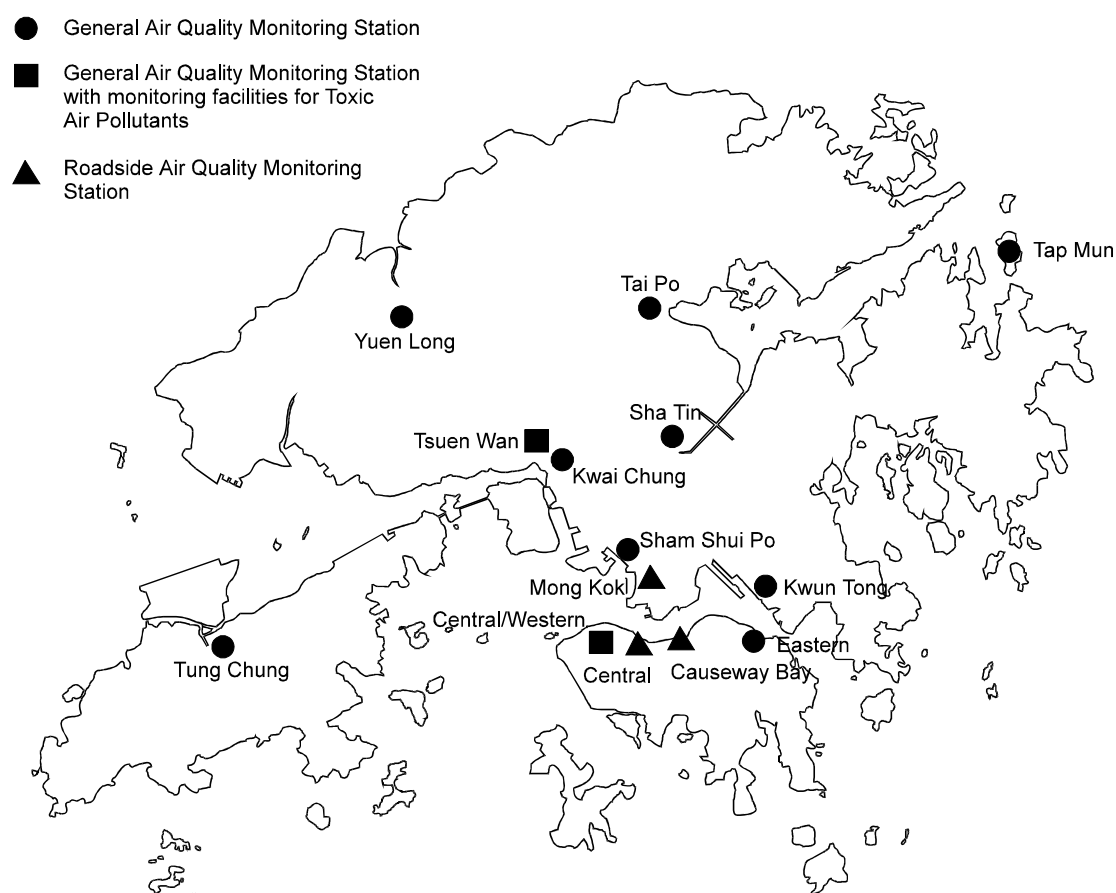 General Air Quality Monitoring Station
General Air Quality Monitoring Station
with monitoring facilities for Toxic
Air Pollutants
Roadside Air Quality Monitoring
Station
Tap Mun
Tai Po
Yuen Long
Sha Tin
Tsuen Wan
Kwai Chung
Sham Shui Po
Mong Kok
Kwun Tong
Central/Western
Eastern
Tung Chung
Central
Causeway Bay